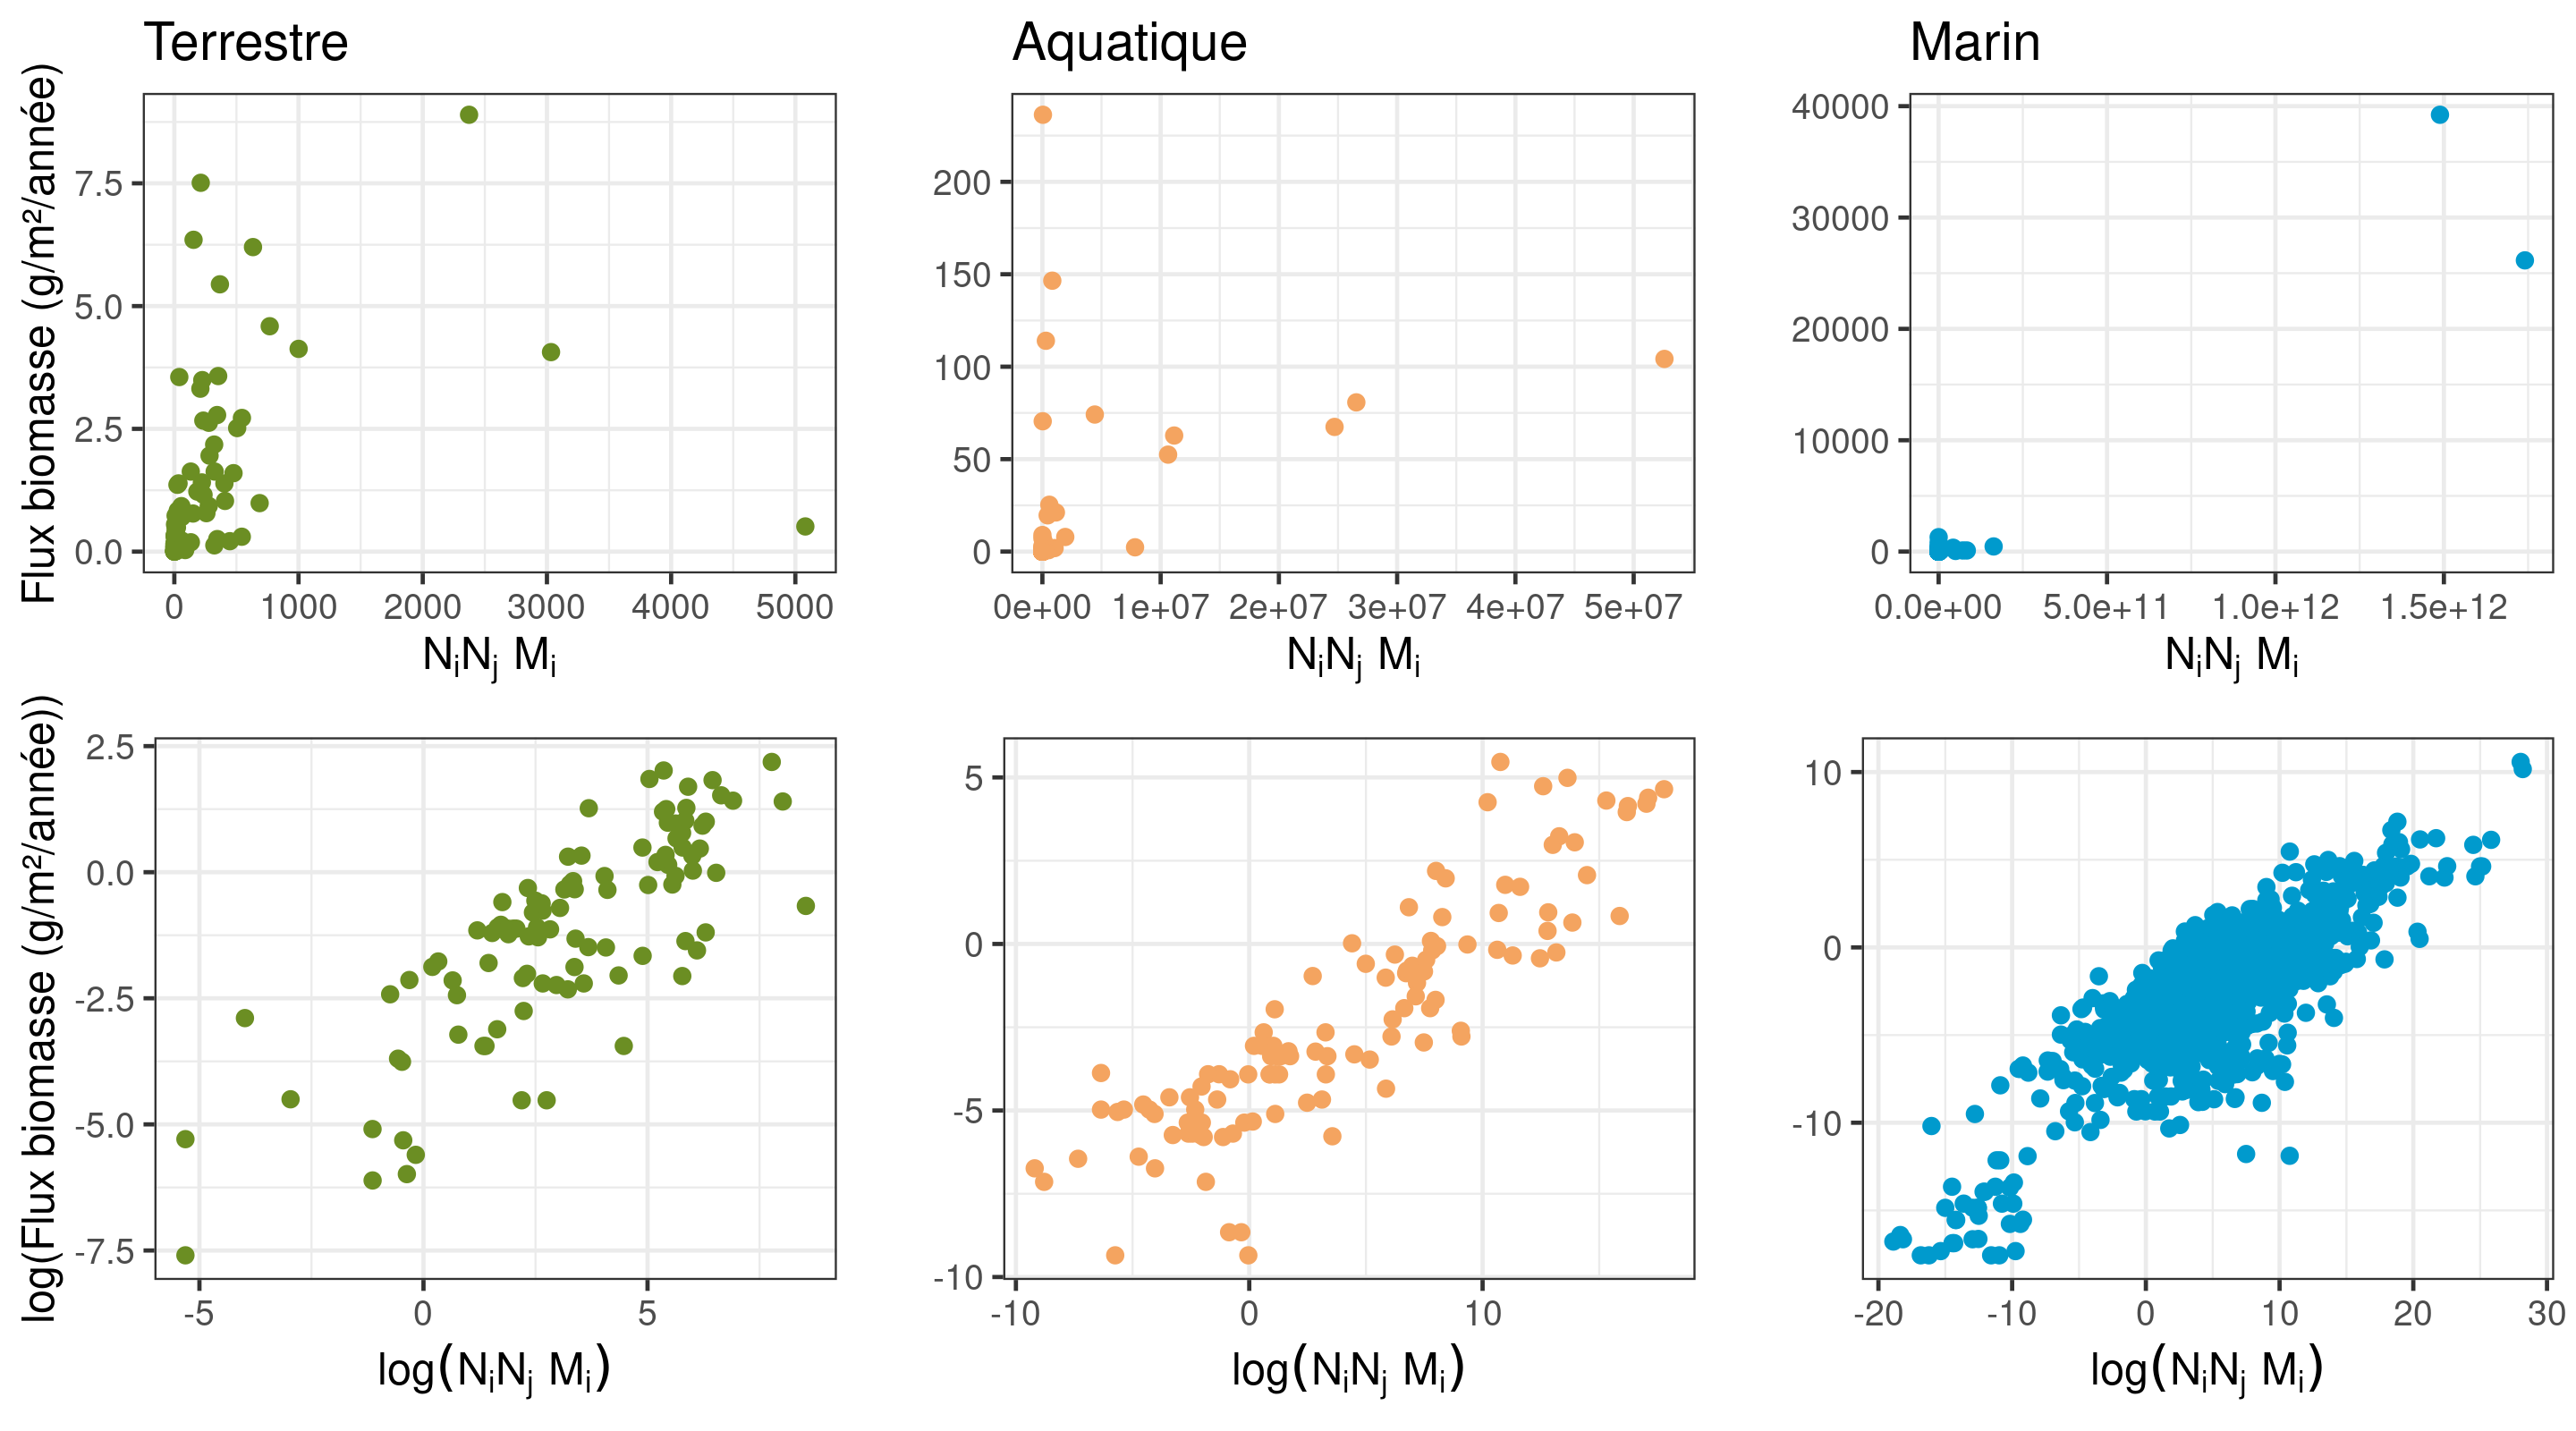 Terrestre
Aquatique
Marin
Flux biomasse (g/m²/année)
7.5
5.0
2.5
0.0
0 1000 2000 3000 4000 5000
NᵢNⱼ Mᵢ
200
150
100
50
0
0e+00 1e+07 2e+07 3e+07 4e+07 5e+07
NᵢNⱼ Mᵢ
40000
30000
20000
10000
0
0.0e+00 5.0e+11 1.0e+12 1.5e+12
NᵢNⱼ Mᵢ
log(Flux biomasse (g/m²/année))
2.5
0.0
-2.5
-5.0
-7.5
-5 0 5
log(NᵢNⱼ Mᵢ)
5
0
-5
-10
-10 0 10
log(NᵢNⱼ Mᵢ)
10
0
-10
-20 -10 0 10 20 30
log(NᵢNⱼ Mᵢ)